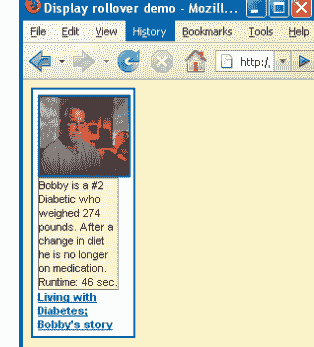 Display rollover demo - Mozill...
File Edit View History Bookmarks Tools Help
http:/,
Bobby is a #2
Diabetic who
weighed 274
pounds. After a
change in diet
he is no longer
on medication.
Runtime: 46 sec.
Living with
Diabetes;
Bobby's story